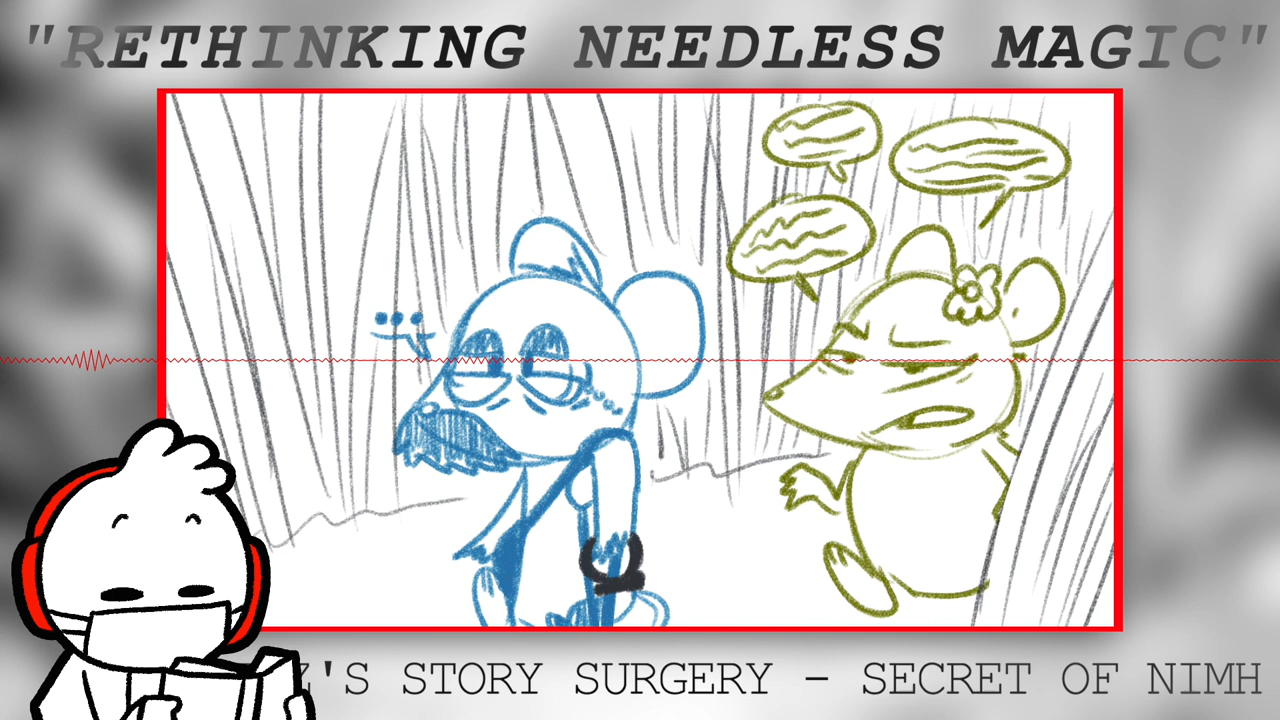 "RETHINKING NEEDLESS MAGIC"
'S STORY SURGERY - SECRET OF NIMH